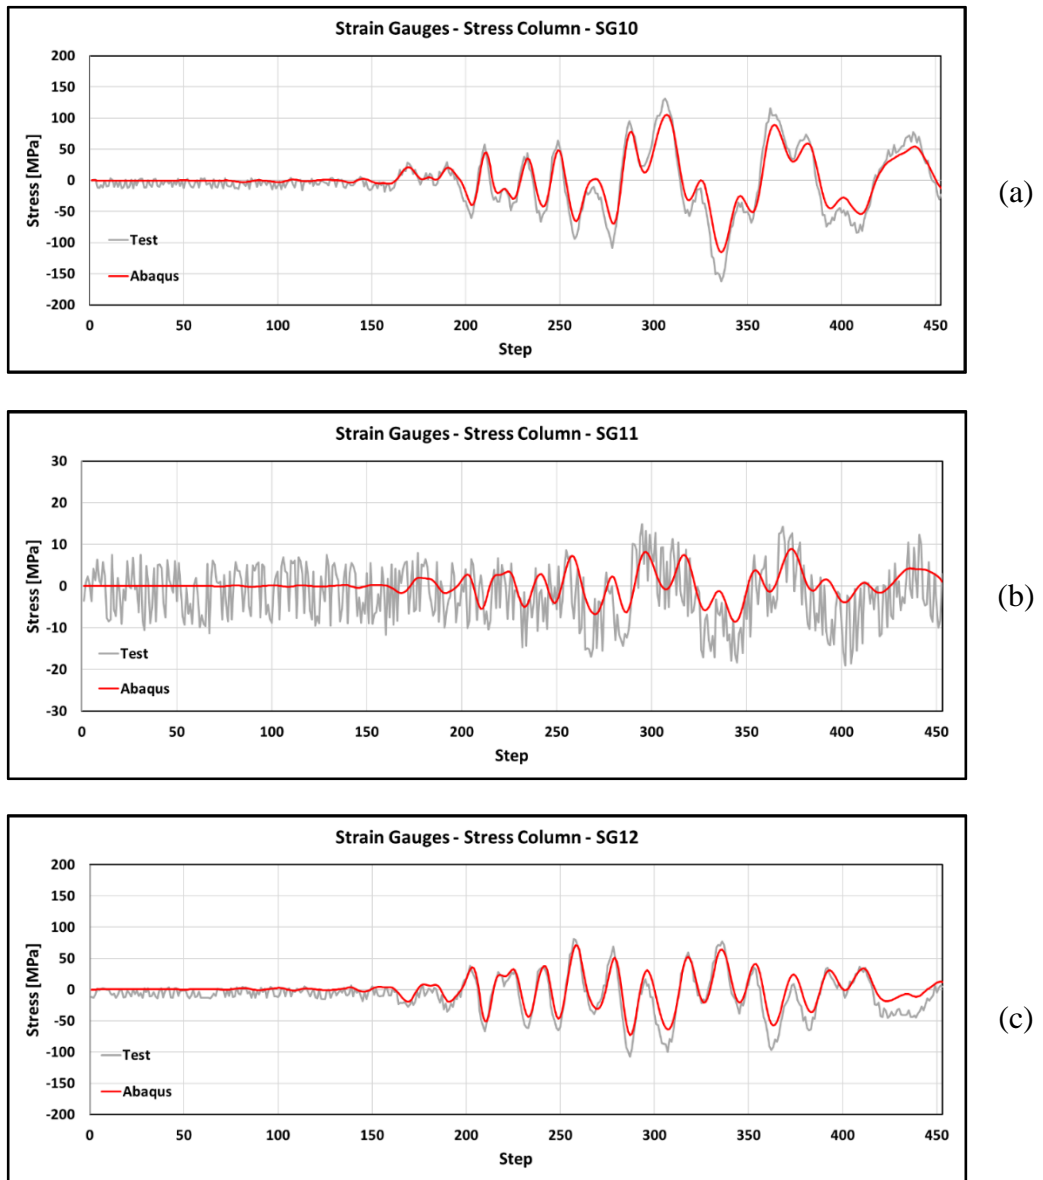 Strain Gauges - Stress Column - SG10
200
150
100
50
0
-50
-100
-150
-200
Stress [MPa]
Test
Abaqus
0 50 100 150 200 250 300 350 400 450
Step
(a)
Strain Gauges - Stress Column - SG11
30
20
10
0
-10
-20
-30
Stress [MPa]
Test
Abaqus
0 50 100 150 200 250 300 350 400 450
Step
(b)
Strain Gauges - Stress Column - SG12
200
150
100
50
0
-50
-100
-150
-200
Stress [MPa]
Test
Abaqus
0 50 100 150 200 250 300 350 400 450
Step
(c)